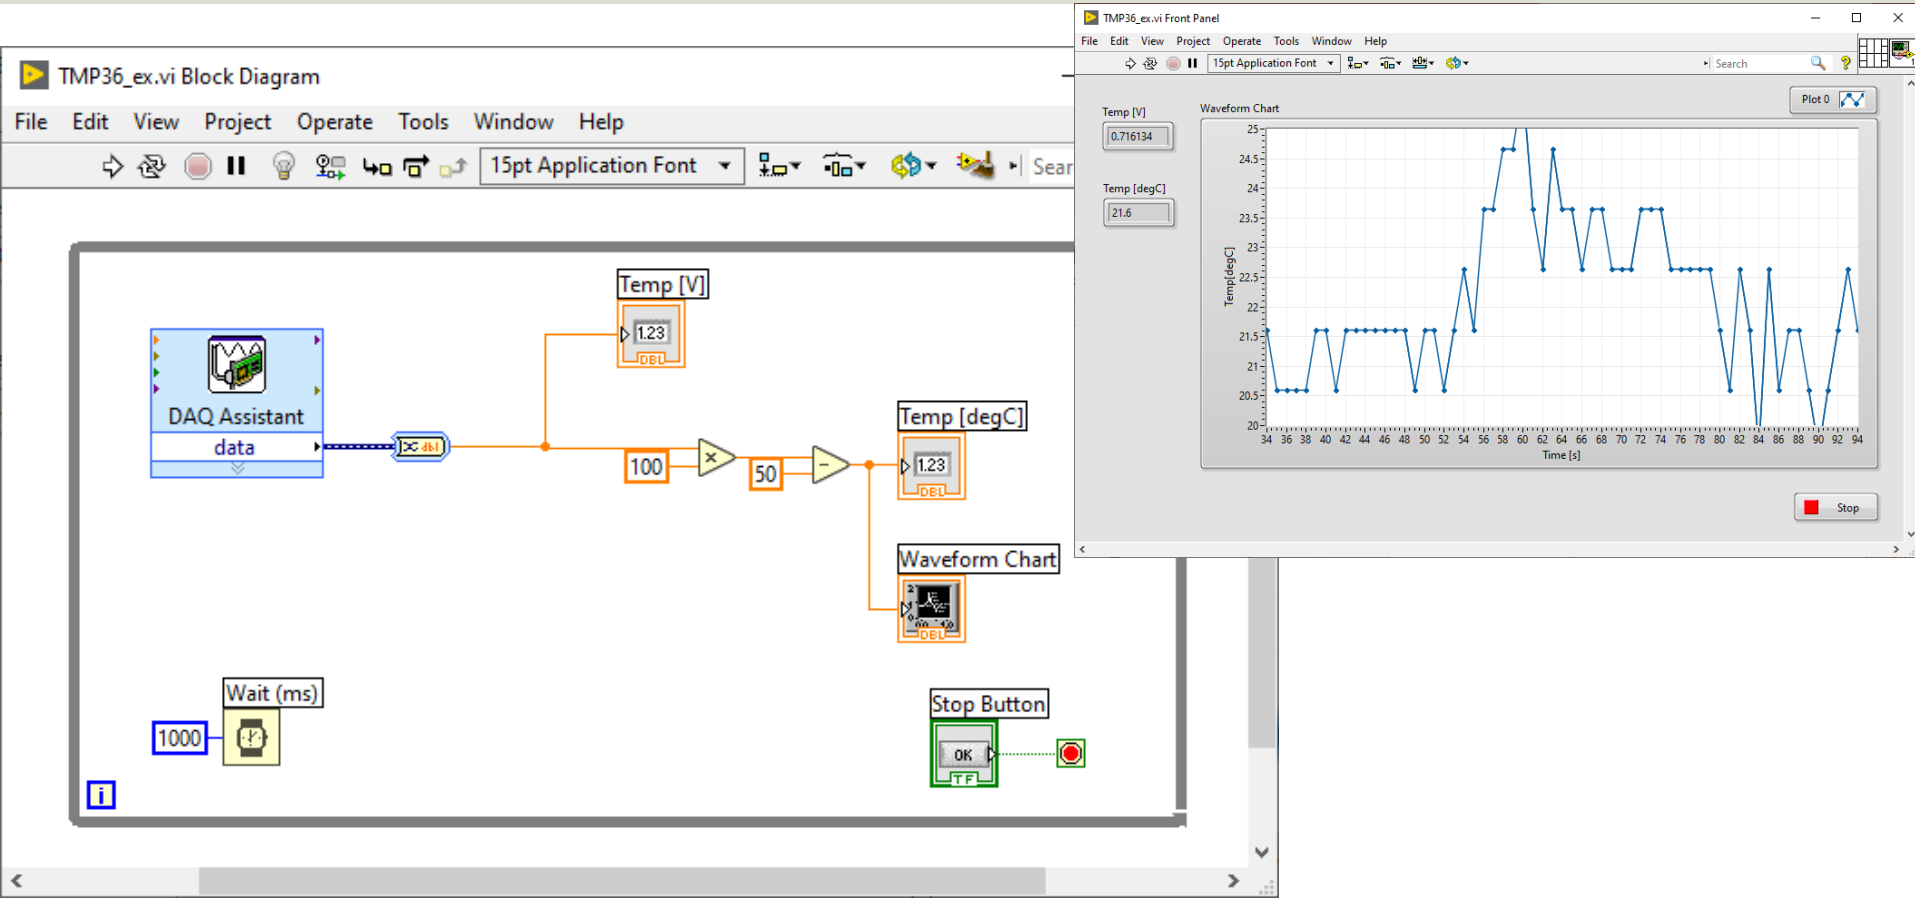 TMP36_ex.vi Block Diagram
File Edit View Project Operate Tools Window Help
15pt Application Font
Sear
Temp [V]
1.23
DBL
DAQ Assistant
data
dbl
100
50
Temp [degC]
1.23
DBL
Waveform Chart
DBL
Wait (ms)
1000
i
Stop Button
OK
TF
TMP36_ex.vi Front Panel
File Edit View Project Operate Tools Window Help
15pt Application Font
Search
Temp [V]
0.716134
Temp [degC]
21.6
Waveform Chart
Plot 0
Temp[degC]
25
24.5
24
23.5
23
22.5
22
21.5
21
20.5
20
34 36 38 40 42 44 46 48 50 52 54 56 58 60 62 64 66 68 70 72 74 76 78 80 82 84 86 88 90 92 94
Time [s]
Stop